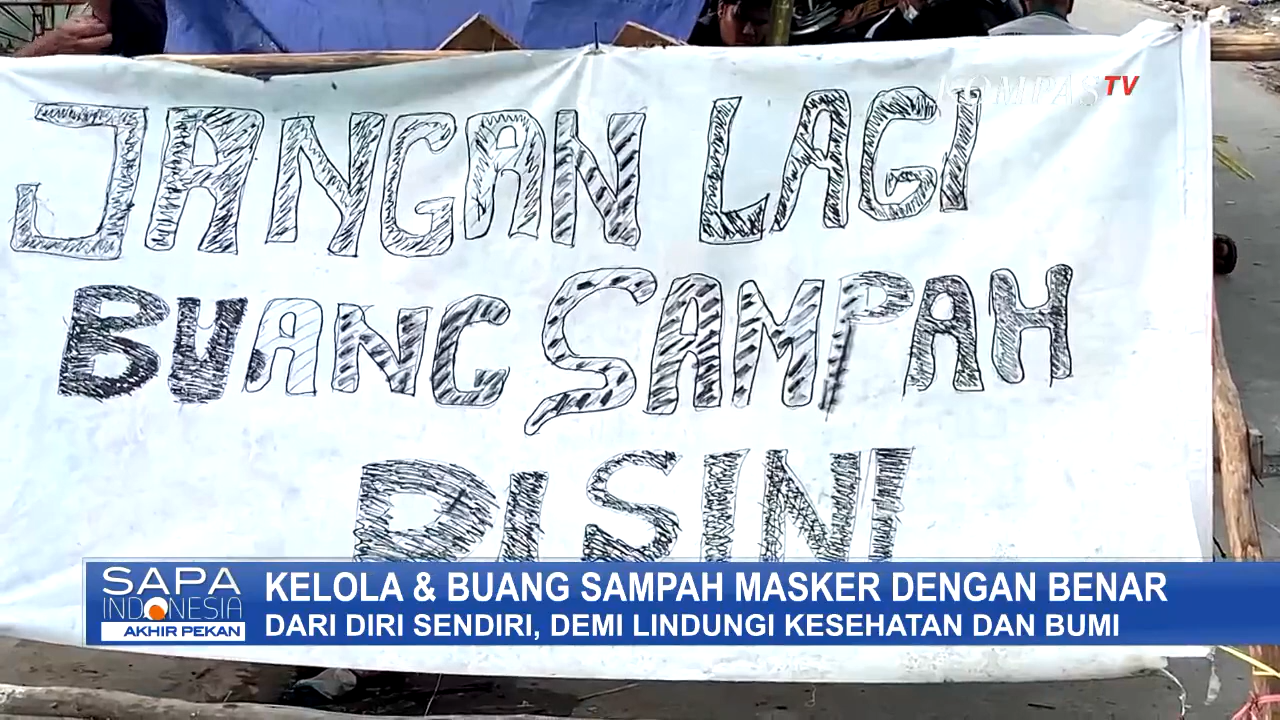 KOMPAS TV
JANGAN LAGI
BUANG SAMPAH
DISINI
SAPA
INDONESIA
AKHIR PEKAN
KELOLA & BUANG SAMPAH MASKER DENGAN BENAR
DARI DIRI SENDIRI, DEMI LINDUNGI KESEHATAN DAN BUMI